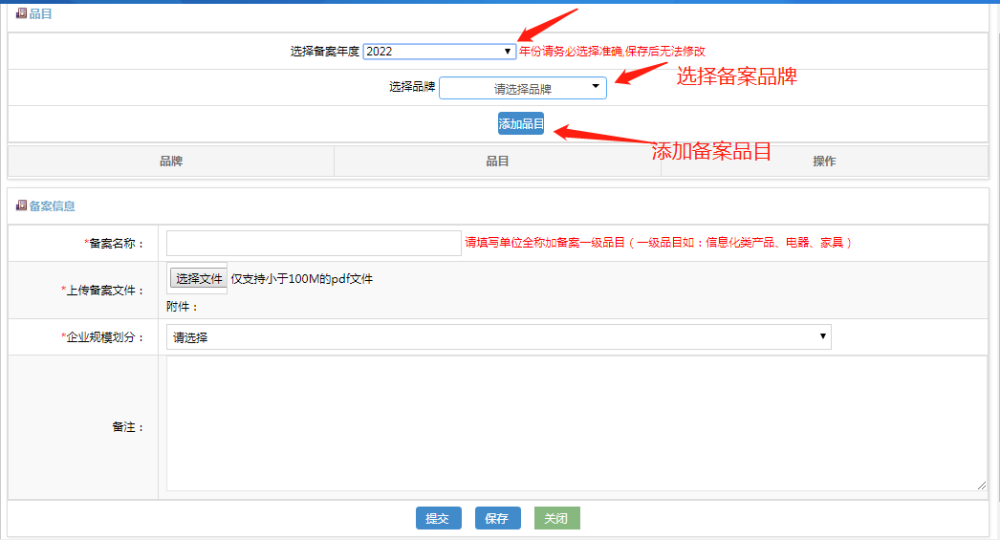 品目
选择备案年度 2022 年份请务必选择准确,保存后无法修改
选择品牌 请选择品牌 选择备案品牌
添加品目
添加备案品目
品牌 品目 操作
备案信息
*备案名称： 请填写单位全称加备案一级品目（一级品目如：信息化类产品、电器、家具）
*上传备案文件： 选择文件 仅支持小于100M的pdf文件
附件：
*企业规模划分： 请选择
备注：
提交 保存 关闭